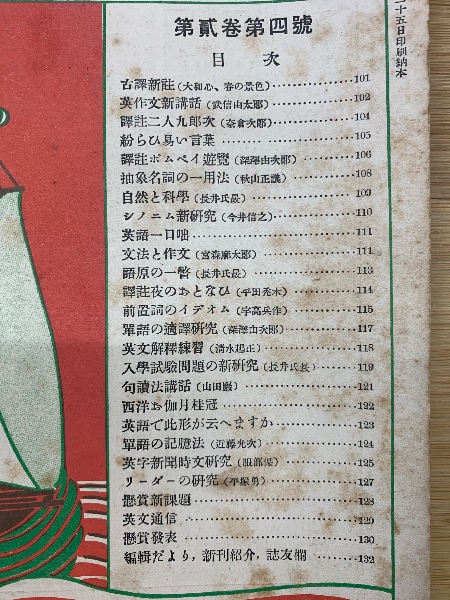 二十五日印刷納本
第貳卷第四號
目次
古譯新註(大和心、春の景色)……………101
英作文新講話(武信由太郎)……………102
譯註二人九郎次(奈倉次郎)……………104
紛らひ易い言葉……………105
譯註ボムペイ遊覽(深澤由次郎)……………106
抽象名詞の一用法(秋山正議)……………108
自然と科學(長井氏最)……………109
シノニム新研究(今井信之)……………110
英語一日一咄……………111
文法と作文(宮森麻太郎)……………111
語原の一瞥(長井氏最)……………113
譯註夜のおとなひ(平田禿木)……………114
前置詞のイデオム(宇高兵作)……………115
單語の適譯研究(深澤由次郎)……………117
英文解釋練習(清水起正)……………118
入學試驗問題の新研究(長井氏最)……………119
句讀法講話(山田巌)……………121
西洋お伽月桂冠……………122
英語で此形が云へますか……………123
單語の記憶法(近藤光次)……………124
英字新聞時文研究(服部保)……………125
リーダーの研究(平塚勇)……………127
懸賞新課題……………128
英文通信……………129
懸賞發表……………130
編輯だより，新刊紹介，誌友欄……………132